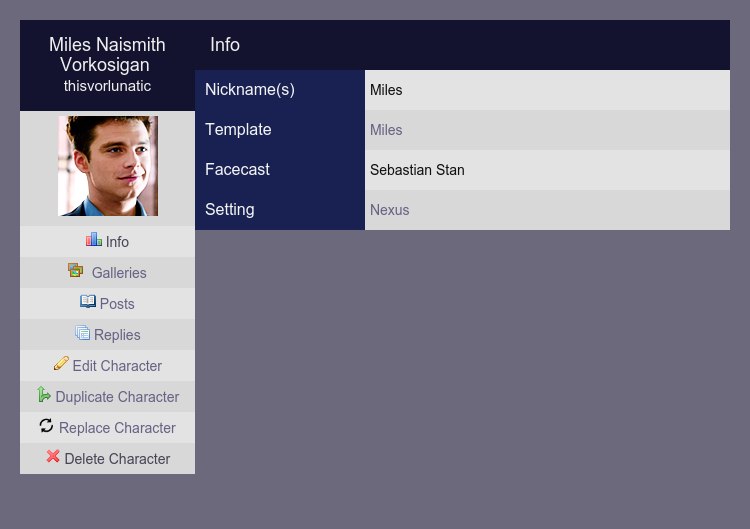 Miles Naismith
Vorkosigan
thisvorlunatic
Info
Galleries
Posts
Replies
Edit Character
Duplicate Character
Replace Character
Delete Character
Info
Nickname(s) Miles
Template Miles
Facecast Sebastian Stan
Setting Nexus